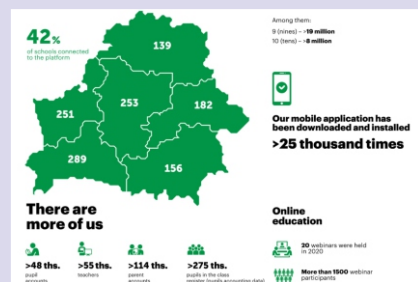 42%
of schools connected
to the platform
139
253
251
182
289
156
Among them:
9 (nines) – >19 million
10 (tens) – >8 million
Our mobile application has
been downloaded and installed
>25 thousand times
There are
more of us
>48 ths.
pupil
accounts
>55 ths.
teachers
>114 ths.
parent
accounts
>275 ths.
pupils in the class
register (pupils accounting data)
Online
education
20 webinars were held
in 2020
More than 1500 webinar
participants